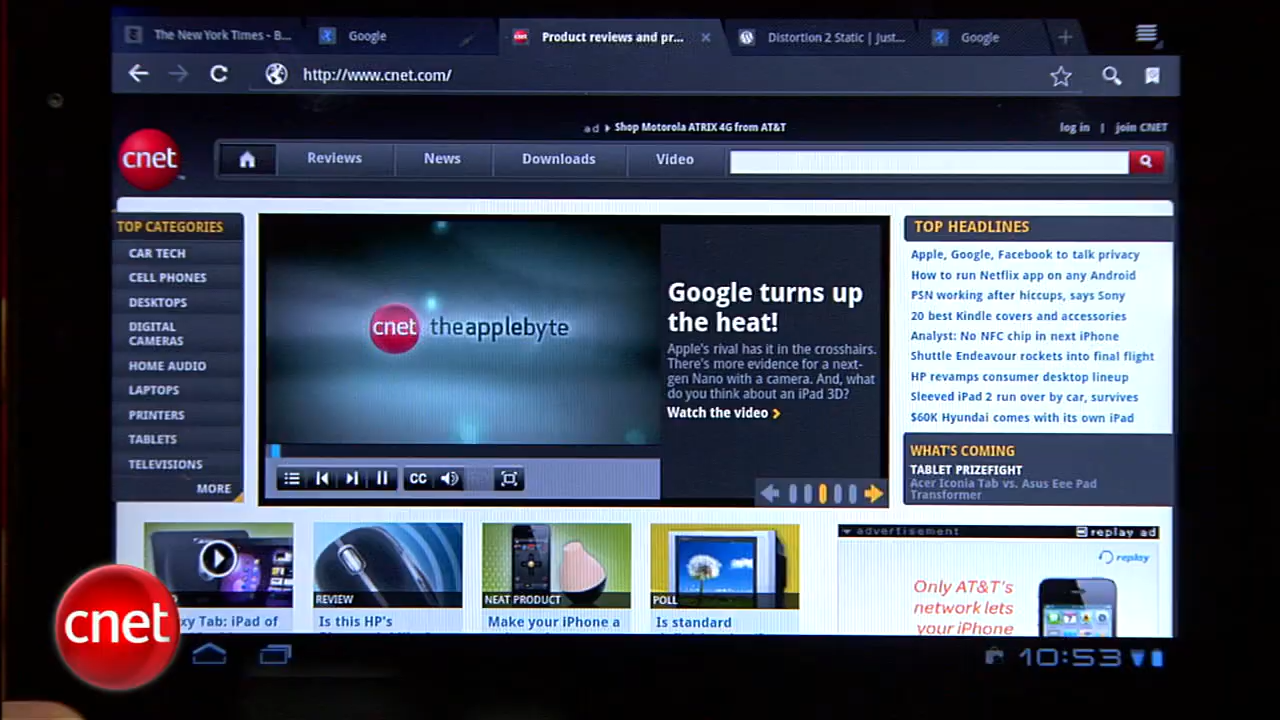 The New York Times - B...
Google
Product reviews and pr...
Distortion 2 Static | Just...
Google
http://www.cnet.com/
ad
Shop Motorola ATRIX 4G from AT&T
log in | join CNET
cnet
Reviews
News
Downloads
Video
TOP CATEGORIES
CAR TECH
CELL PHONES
DESKTOPS
DIGITAL
CAMERAS
HOME AUDIO
LAPTOPS
PRINTERS
TABLETS
TELEVISIONS
MORE
cnet theapplebyte
CC
Google turns up
the heat!
Apple's rival has it in the crosshairs.
There's more evidence for a next-
gen Nano with a camera. And, what
do you think about an iPad 3D?
Watch the video
TOP HEADLINES
Apple, Google, Facebook to talk privacy
How to run Netflix app on any Android
PSN working after hiccups, says Sony
20 best Kindle covers and accessories
Analyst: No NFC chip in next iPhone
Shuttle Endeavour rockets into final flight
HP revamps consumer desktop lineup
Sleeved iPad 2 run over by car, survives
$60K Hyundai comes with its own iPad
WHAT'S COMING
TABLET PRIZEFIGHT
Acer Iconia Tab vs. Asus Eee Pad
Transformer
xy Tab: iPad of
REVIEW
Is this HP's
NEAT PRODUCT
Make your iPhone a
POLL
Is standard
advertisement
replay ad
replay
Only AT&T's
network lets
your iPhone
cnet
10:53